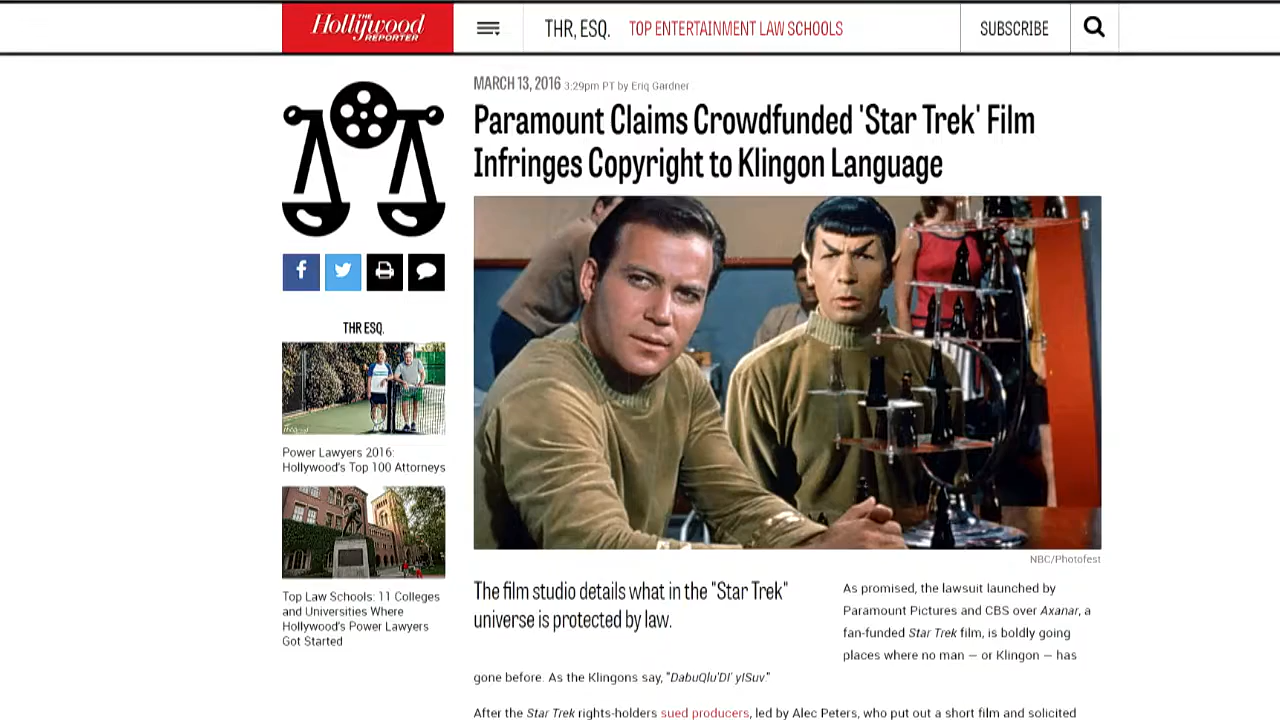 THE
Hollywood
REPORTER
THR, ESQ.
TOP ENTERTAINMENT LAW SCHOOLS
SUBSCRIBE
MARCH 13, 2016 3:29pm PT by Eriq Gardner
Paramount Claims Crowdfunded 'Star Trek' Film
Infringes Copyright to Klingon Language
THR ESQ.
Power Lawyers 2016:
Hollywood's Top 100 Attorneys
Top Law Schools: 11 Colleges
and Universities Where
Hollywood's Power Lawyers
Got Started
NBC/Photofest
The film studio details what in the "Star Trek"
universe is protected by law.
As promised, the lawsuit launched by
Paramount Pictures and CBS over Axanar, a
fan-funded Star Trek film, is boldly going
places where no man — or Klingon — has
gone before. As the Klingons say, "DabuQlu'DI' yISuv."
After the Star Trek rights-holders sued producers, led by Alec Peters, who put out a short film and solicited